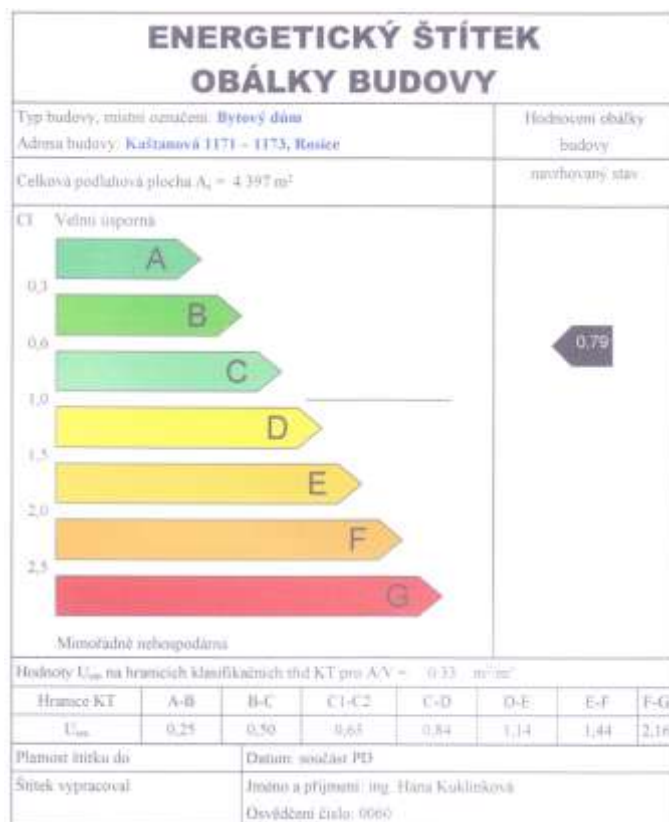 ENERGETICKÝ ŠTÍTEK
OBÁLKY BUDOVY
Typ budovy, místní označení: Bytový dům
Adresa budovy: Kaštanová 1171 – 1173, Rosice
Hodnocení obálky
budovy
Celková podlahová plocha A = 4 397 m²
navrhovaný stav
CI Velmi úsporná
A
0,3
B
0,6
0,79
C
1,0
D
1,5
E
2,0
F
2,5
G
Mimořádně nehospodárná
Hodnoty Uem na hranicích klasifikačních tříd KT pro A/V = 0.33
Hranice KT A-B B-C C1-C2 C-D D-E E-F F-G
Uem 0,25 0,50 0,63 0,84 1,14 1,44 2,16
Platnost štítku do Datum: součást PD
Štítek vypracoval Jméno a příjmení: ing. Hana Kuklínková
Osvědčení číslo: 0060